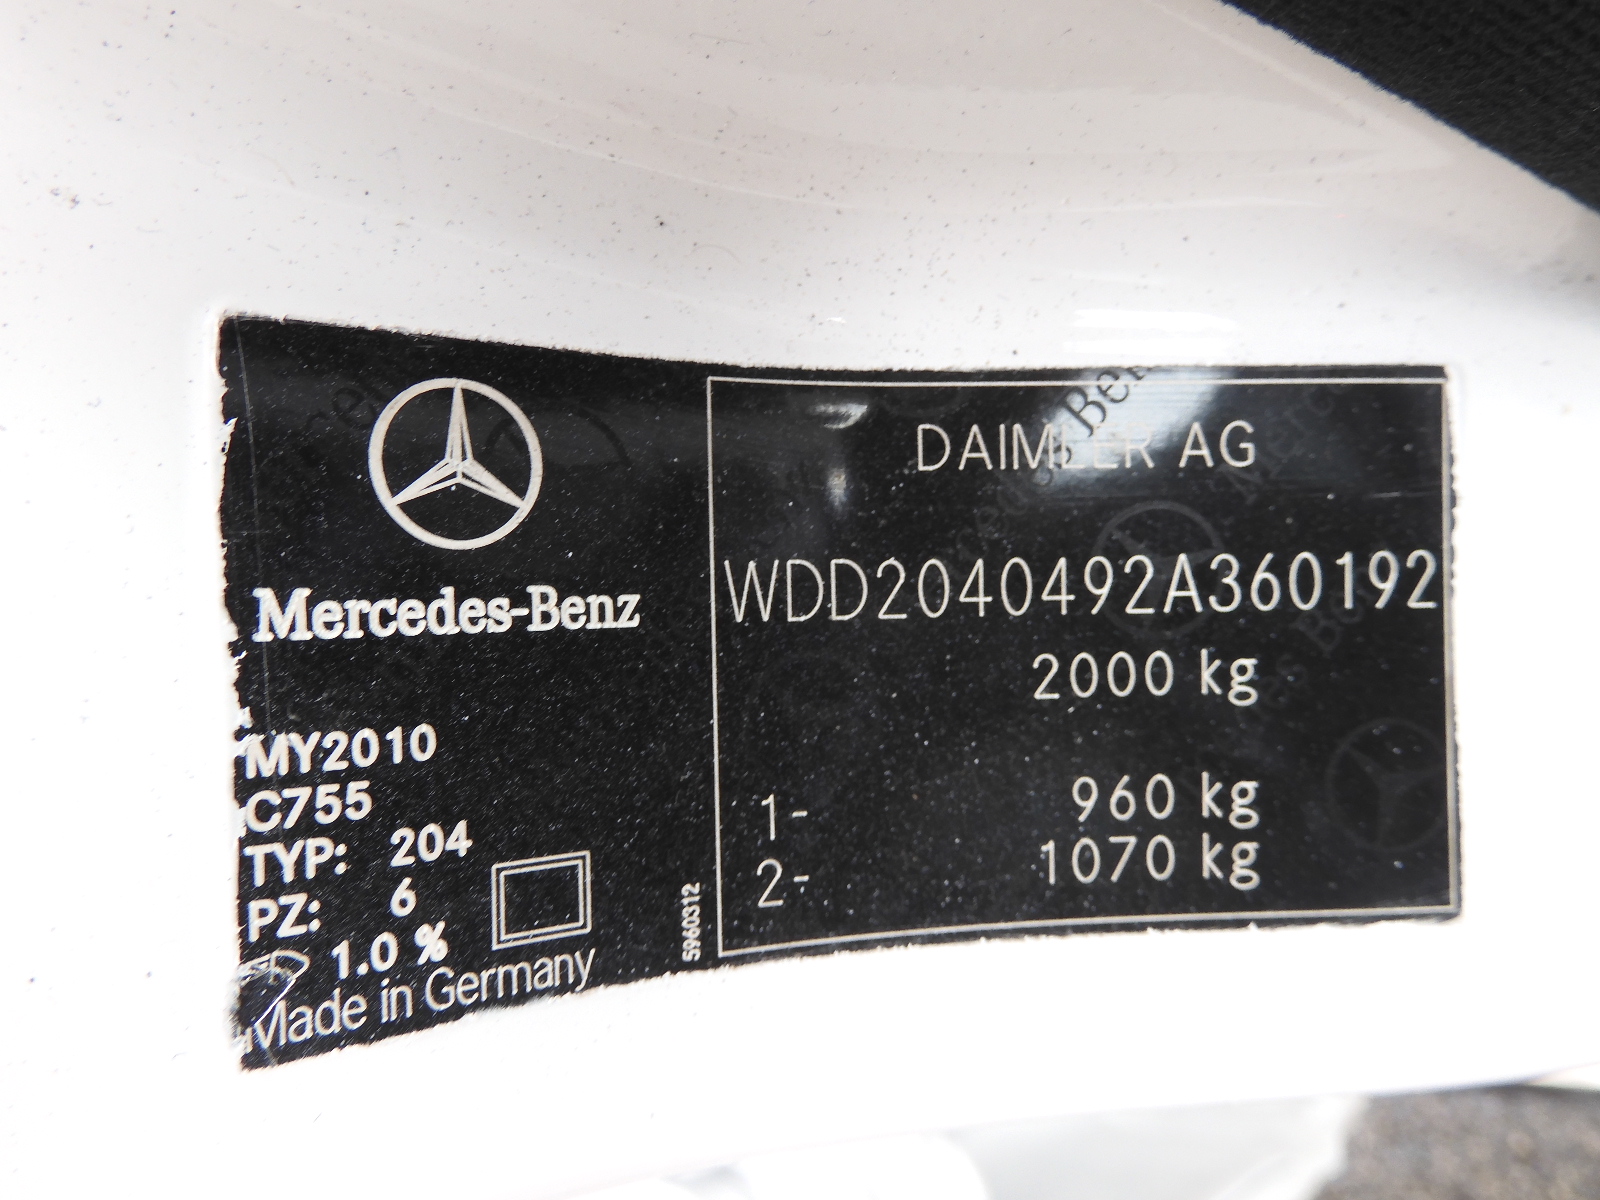 Mercedes-Benz
MY2010
C755
TYP: 204
PZ: 6
1.0 %
Made in Germany
5960312
DAIMLER AG
WDD2040492A360192
2000 kg
1- 960 kg
2- 1070 kg